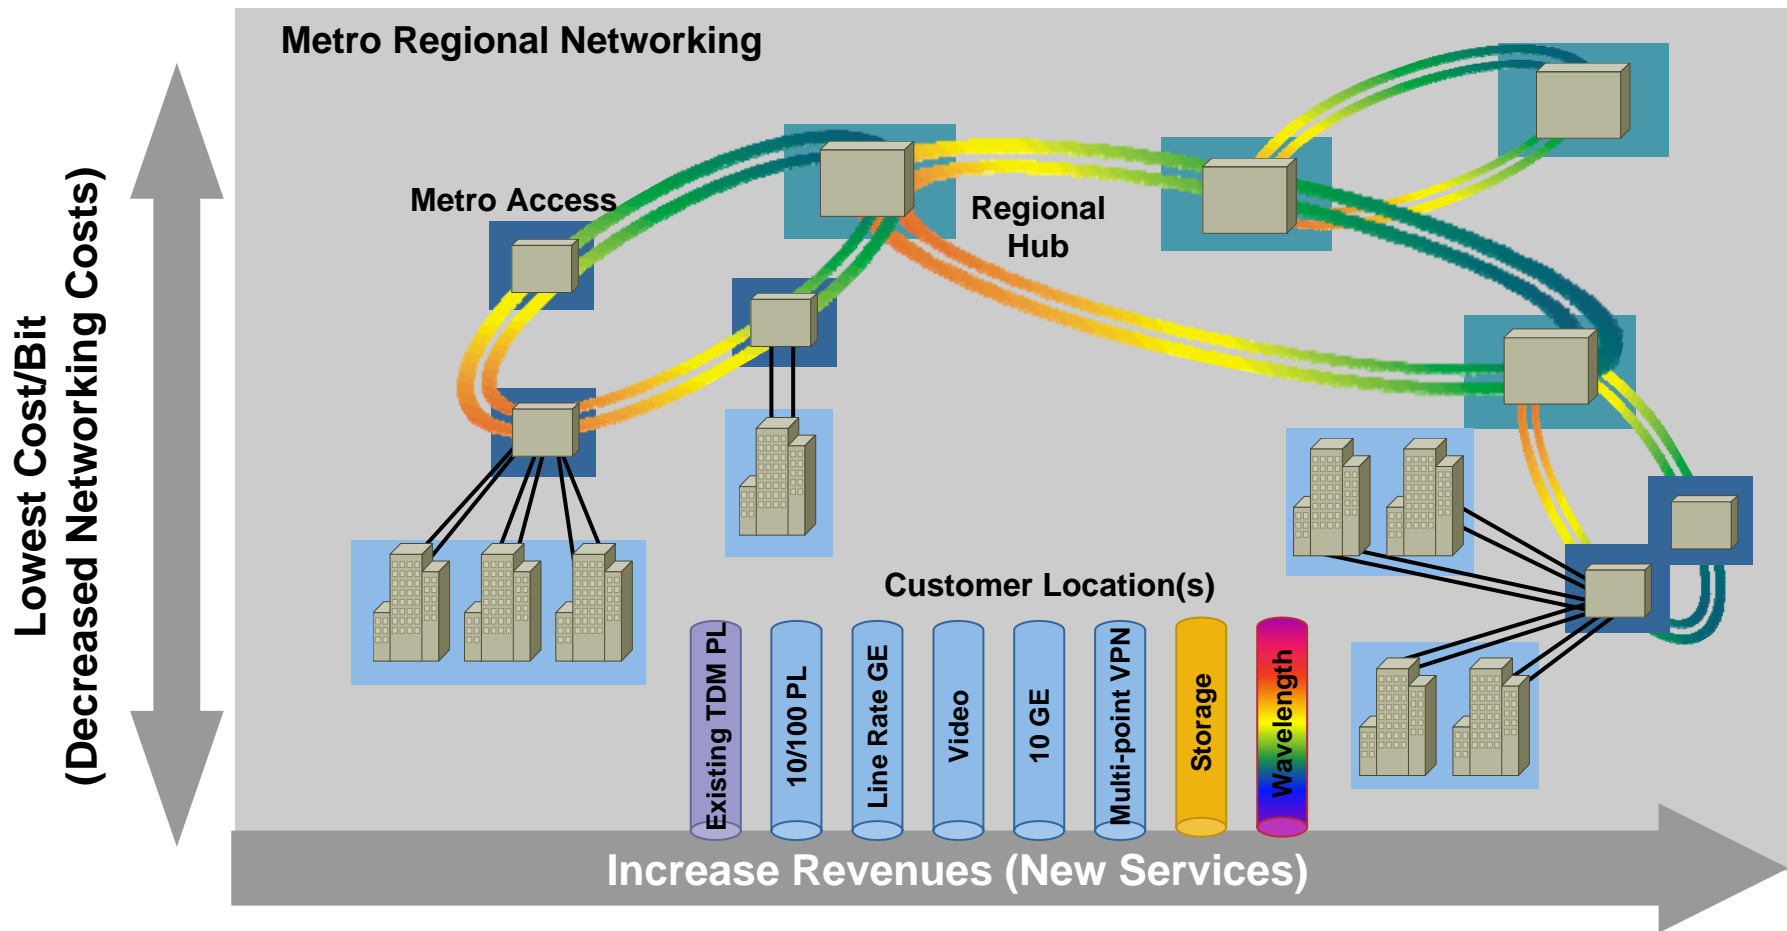 Metro Regional Networking
Metro Access
Regional
Hub
Lowest Cost/Bit
(Decreased Networking Costs)
Customer Location(s)
Existing TDM PL
10/100 PL
Line Rate GE
Video
10 GE
Multi-point VPN
Storage
Wavelength
Increase Revenues (New Services)